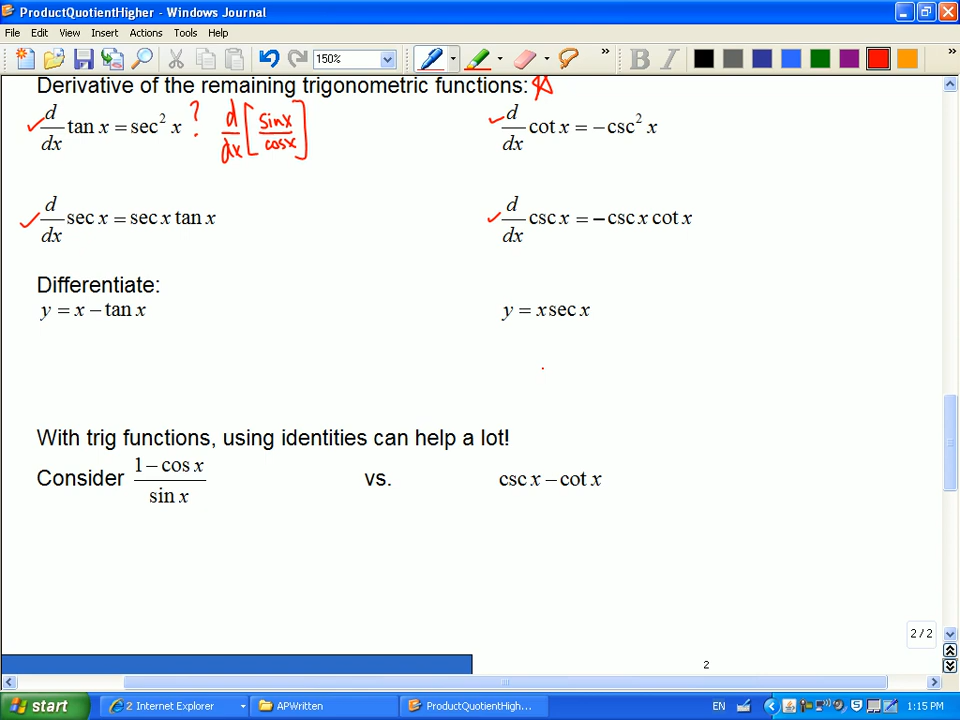 ProductQuotientHigher - Windows Journal
File Edit View Insert Actions Tools Help
150%
Derivative of the remaining trigonometric functions:
d/dx tan x = sec² x ? d/dx [sinx/cosx]
d/dx cot x = −csc² x
d/dx sec x = sec x tan x
d/dx csc x = −csc x cot x
Differentiate:
y = x − tan x
y = x sec x
With trig functions, using identities can help a lot!
Consider (1 − cos x)/(sin x) vs. csc x − cot x
2 / 2
2
start 2 Internet Explorer APWritten ProductQuotientHigh... EN 1:15 PM